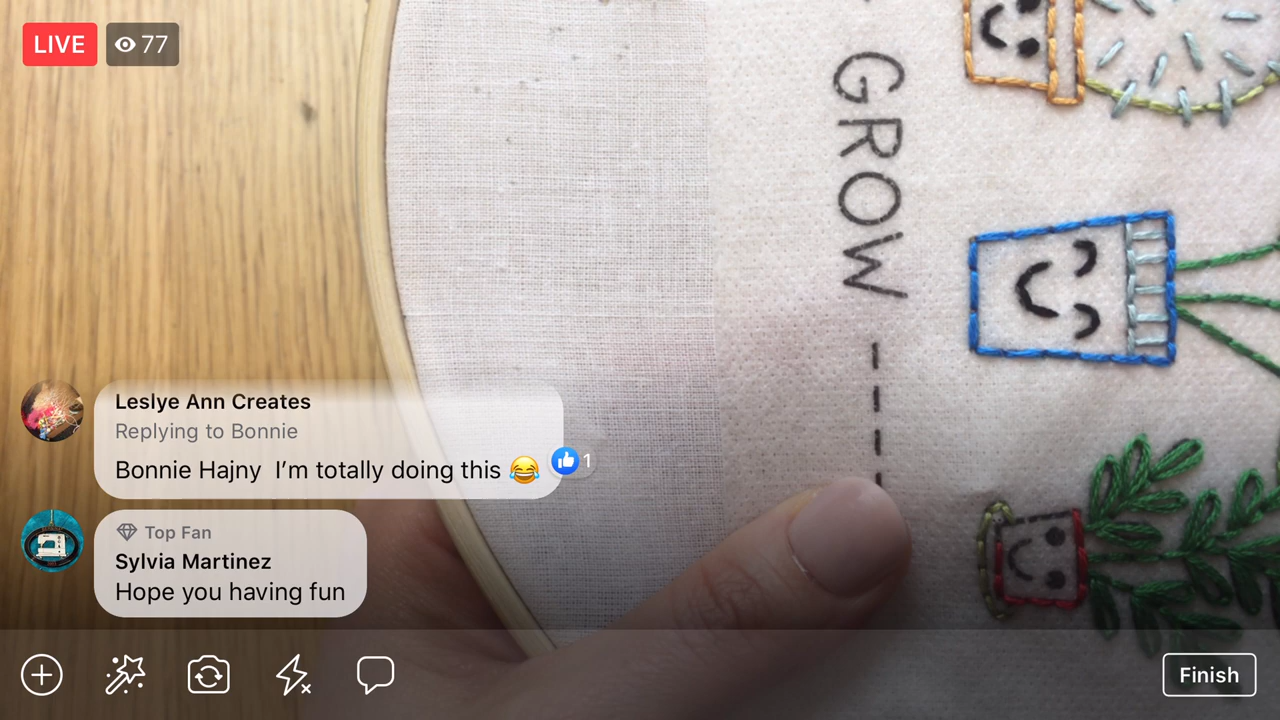 LIVE
77
GROW
Leslye Ann Creates
Replying to Bonnie
Bonnie Hajny I’m totally doing this 😂
1
Top Fan
Sylvia Martinez
Hope you having fun
Finish